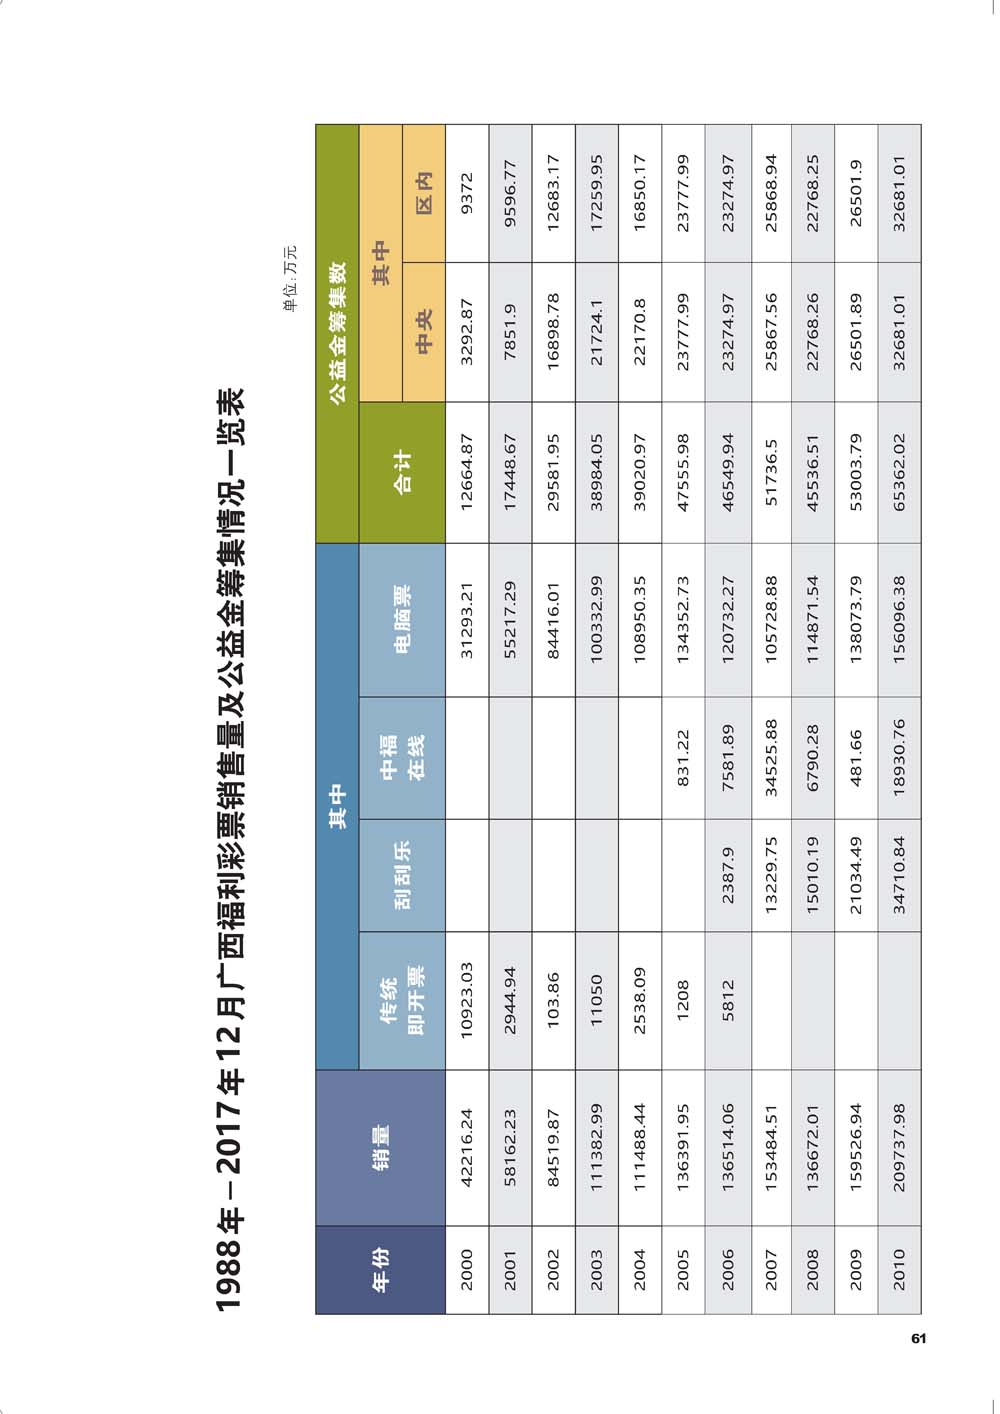 1988年－2017年12月广西福利彩票销售量及公益金筹集情况一览表
单位:万元
年份 销量 其中 公益金筹集数
传统即开票 刮刮乐 中福在线 电脑票 合计 其中
中央 区内
2000 42216.24 10923.03 31293.21 12664.87 3292.87 9372
2001 58162.23 2944.94 55217.29 17448.67 7851.9 9596.77
2002 84519.87 103.86 84416.01 29581.95 16898.78 12683.17
2003 111382.99 11050 100332.99 38984.05 21724.1 17259.95
2004 111488.44 2538.09 108950.35 39020.97 22170.8 16850.17
2005 136391.95 1208 831.22 134352.73 47555.98 23777.99 23777.99
2006 136514.06 5812 2387.9 7581.89 120732.27 46549.94 23274.97 23274.97
2007 153484.51 13229.75 34525.88 105728.88 51736.5 25867.56 25868.94
2008 136672.01 15010.19 6790.28 114871.54 45536.51 22768.26 22768.25
2009 159526.94 21034.49 481.66 138073.79 53003.79 26501.89 26501.9
2010 209737.98 34710.84 18930.76 156096.38 65362.02 32681.01 32681.01
61